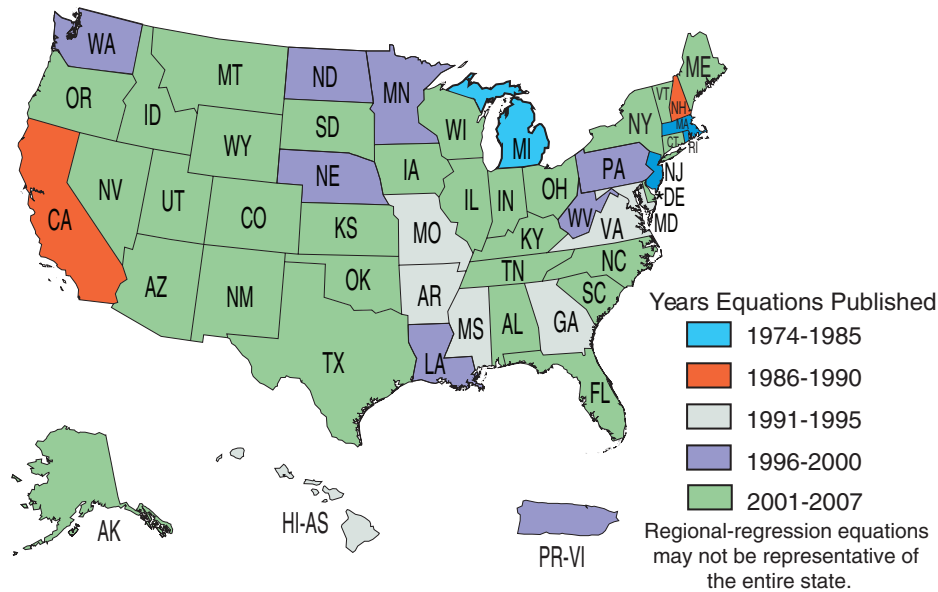 WA
MT
ND
MN
ME
OR
ID
SD
WI
VT
NH
NY
MA
CT
RI
WY
MI
IA
NE
PA
NJ
*DE
MD
NV
UT
CO
IL
IN
OH
WV
VA
CA
KS
MO
KY
AZ
NM
OK
AR
TN
NC
SC
MS
AL
GA
TX
LA
FL
AK
HI-AS
PR-VI
Years Equations Published
1974-1985
1986-1990
1991-1995
1996-2000
2001-2007
Regional-regression equations
may not be representative of
the entire state.